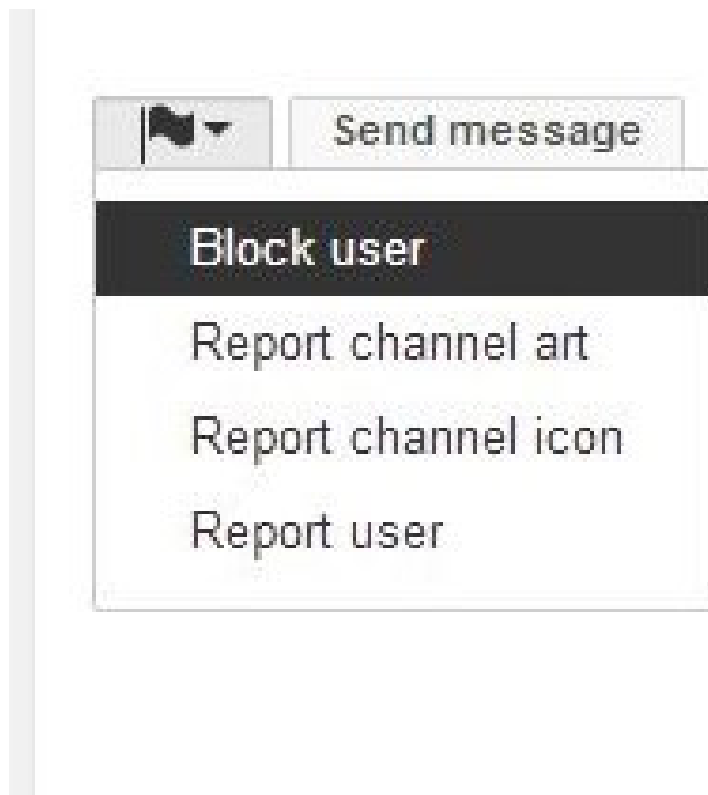 Send message
Block user
Report channel art
Report channel icon
Report user